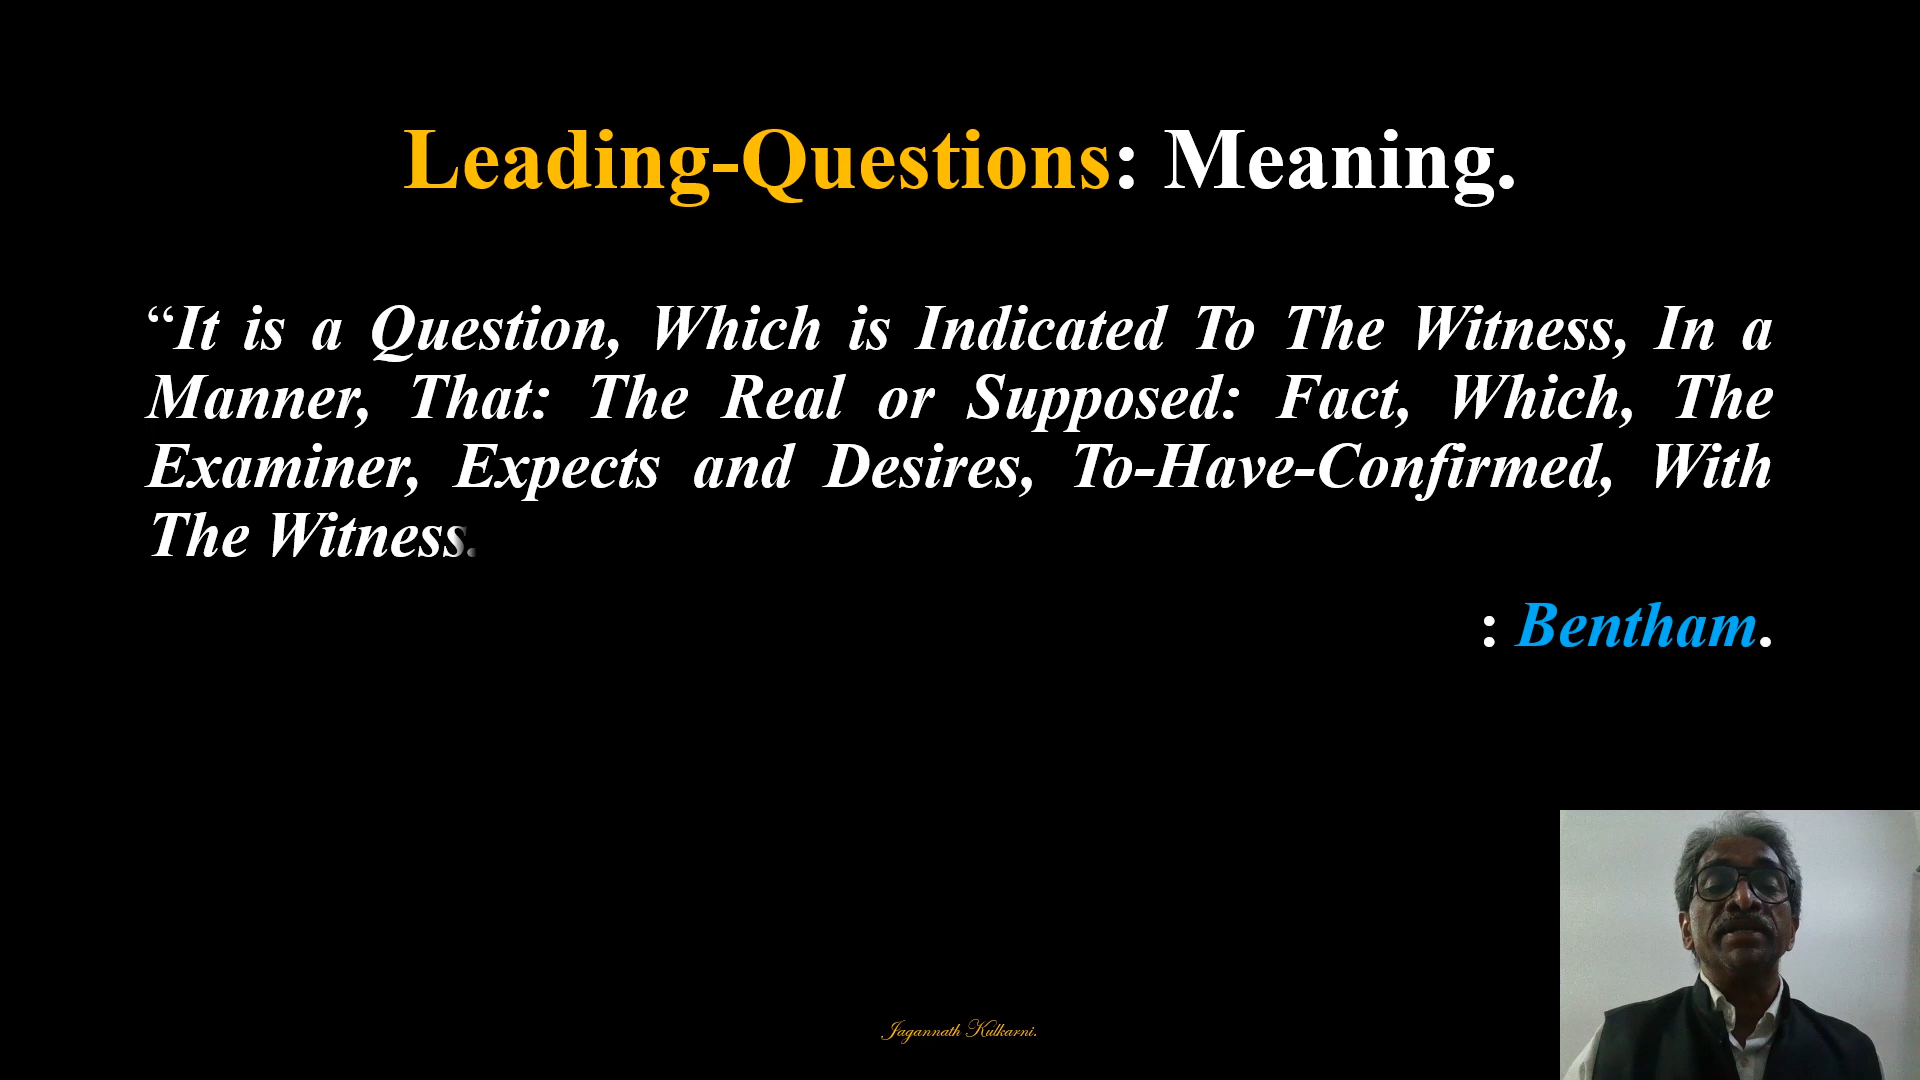 Leading-Questions: Meaning.
“It is a Question, Which is Indicated To The Witness, In a
Manner, That: The Real or Supposed: Fact, Which, The
Examiner, Expects and Desires, To-Have-Confirmed, With
The Witness.
: Bentham.
Jagannath Kulkarni.